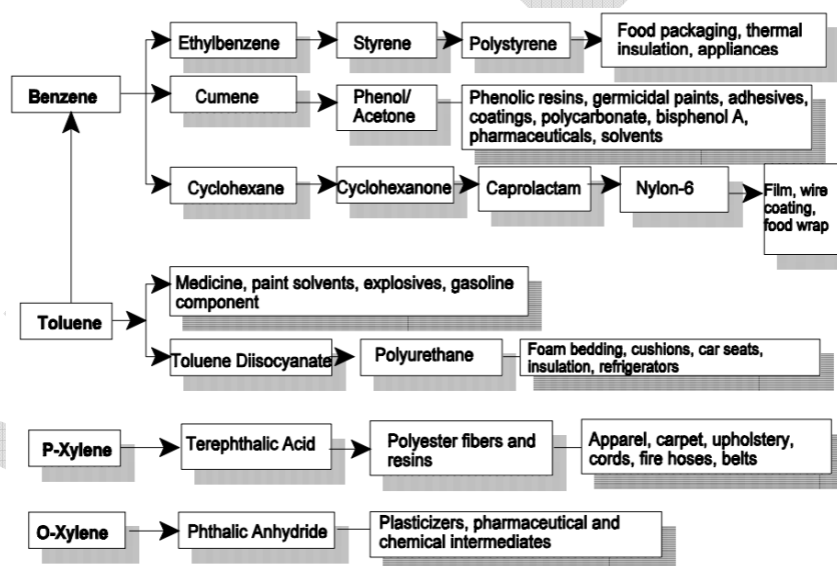 Ethylbenzene
Styrene
Polystyrene
Food packaging, thermal
insulation, appliances
Benzene
Cumene
Phenol/
Acetone
Phenolic resins, germicidal paints, adhesives,
coatings, polycarbonate, bisphenol A,
pharmaceuticals, solvents
Cyclohexane
Cyclohexanone
Caprolactam
Nylon-6
Film, wire
coating,
food wrap
Toluene
Medicine, paint solvents, explosives, gasoline
component
Toluene Diisocyanate
Polyurethane
Foam bedding, cushions, car seats,
insulation, refrigerators
P-Xylene
Terephthalic Acid
Polyester fibers and
resins
Apparel, carpet, upholstery,
cords, fire hoses, belts
O-Xylene
Phthalic Anhydride
Plasticizers, pharmaceutical and
chemical intermediates